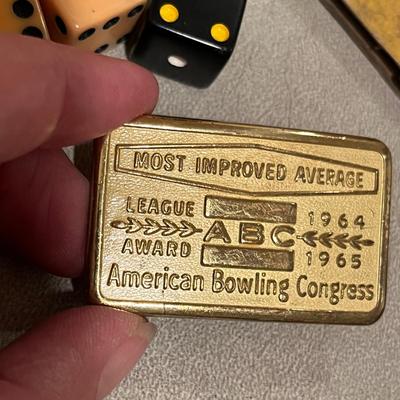 MOST IMPROVED AVERAGE
LEAGUE 1964
ABC
AWARD 1965
American Bowling Congress